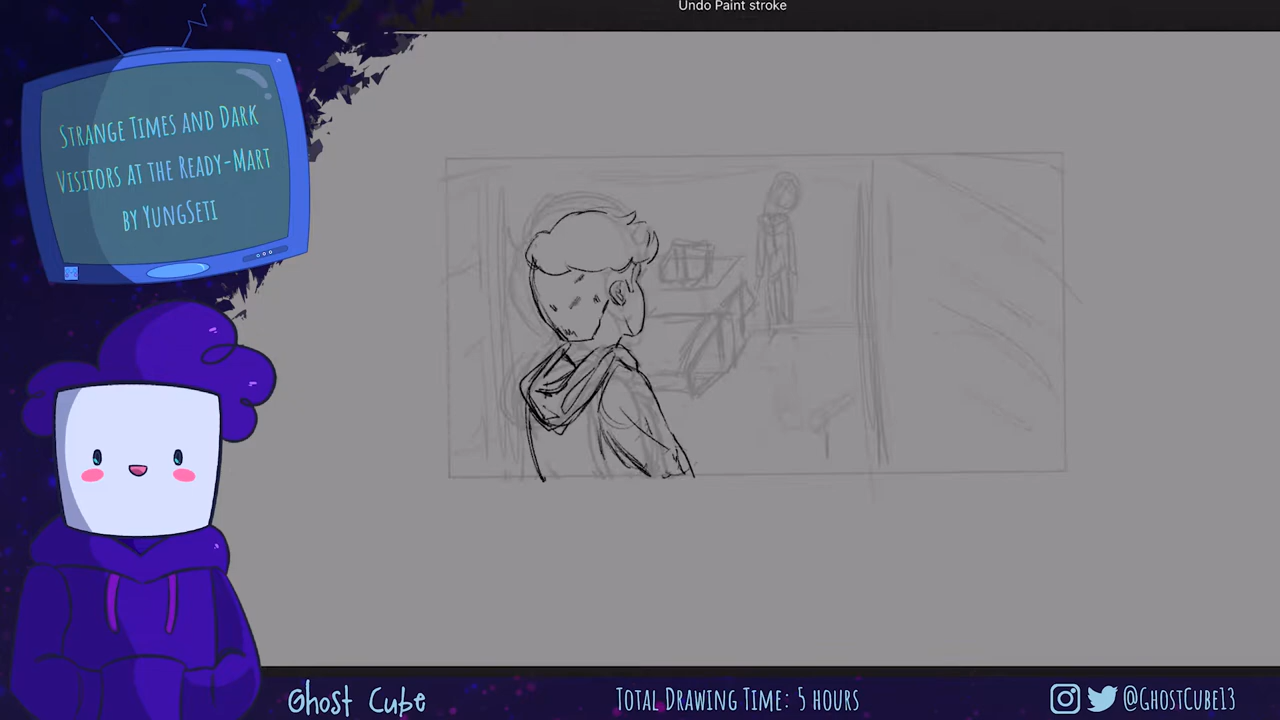 Undo Paint stroke
Strange Times and Dark
Visitors at the Ready-Mart
by YungSeti
Ghost Cube
Total Drawing Time: 5 hours
@GhostCube13